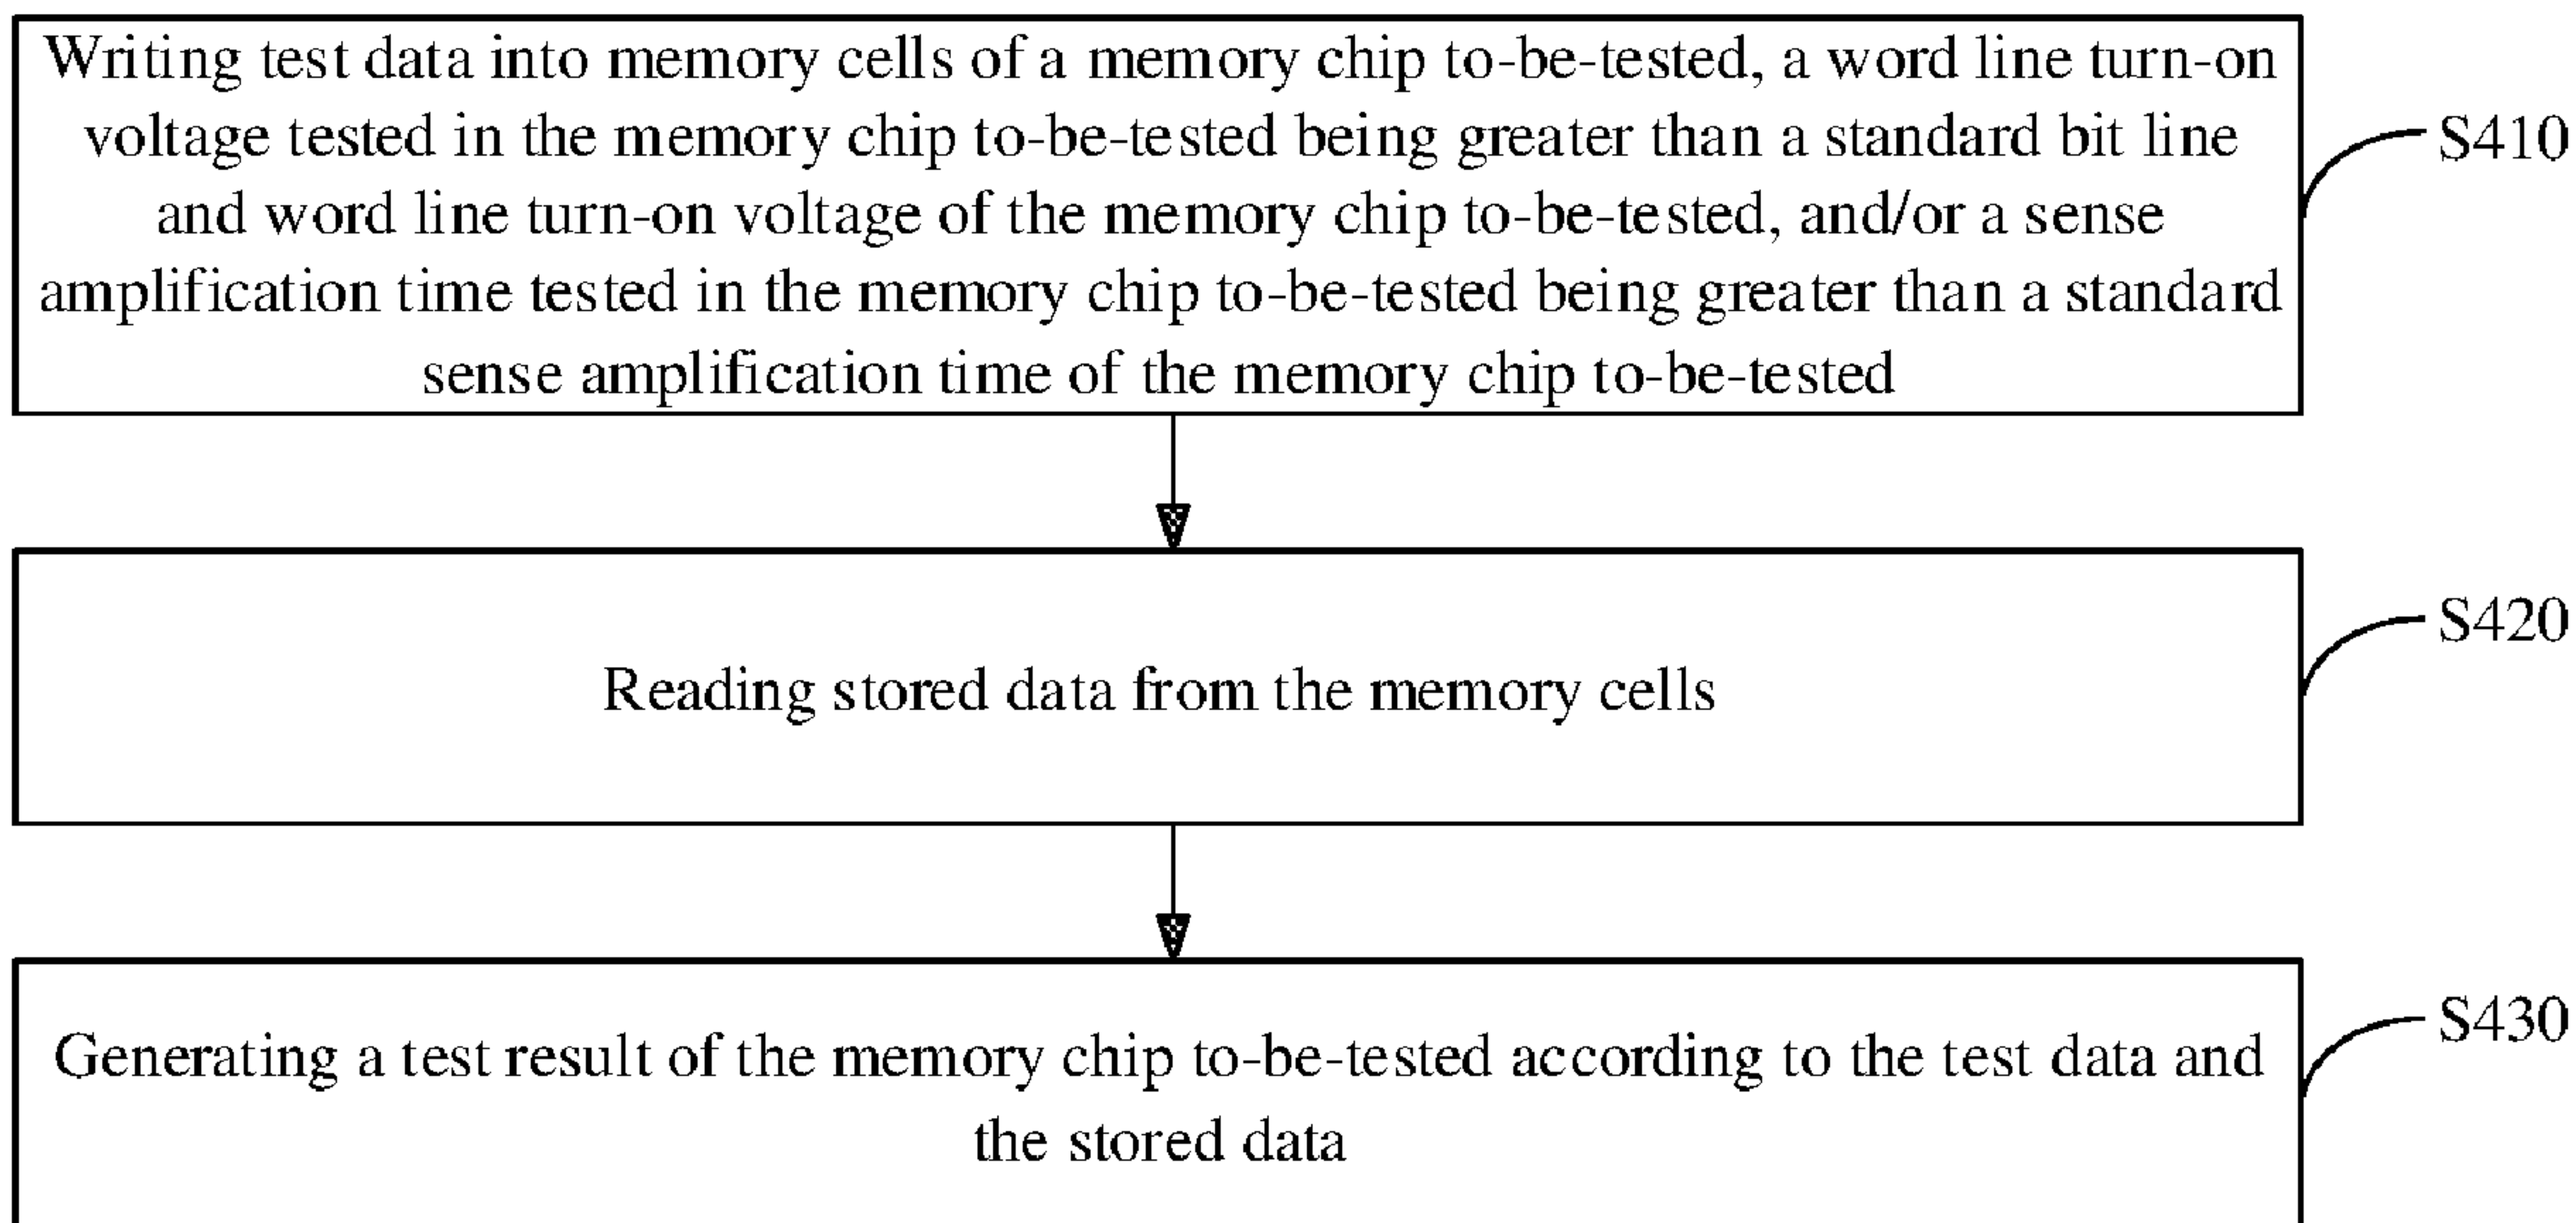 Writing test data into memory cells of a memory chip to-be-tested, a word line turn-on
voltage tested in the memory chip to-be-tested being greater than a standard bit line
and word line turn-on voltage of the memory chip to-be-tested, and/or a sense
amplification time tested in the memory chip to-be-tested being greater than a standard
sense amplification time of the memory chip to-be-tested
S410
Reading stored data from the memory cells
S420
Generating a test result of the memory chip to-be-tested according to the test data and
the stored data
S430